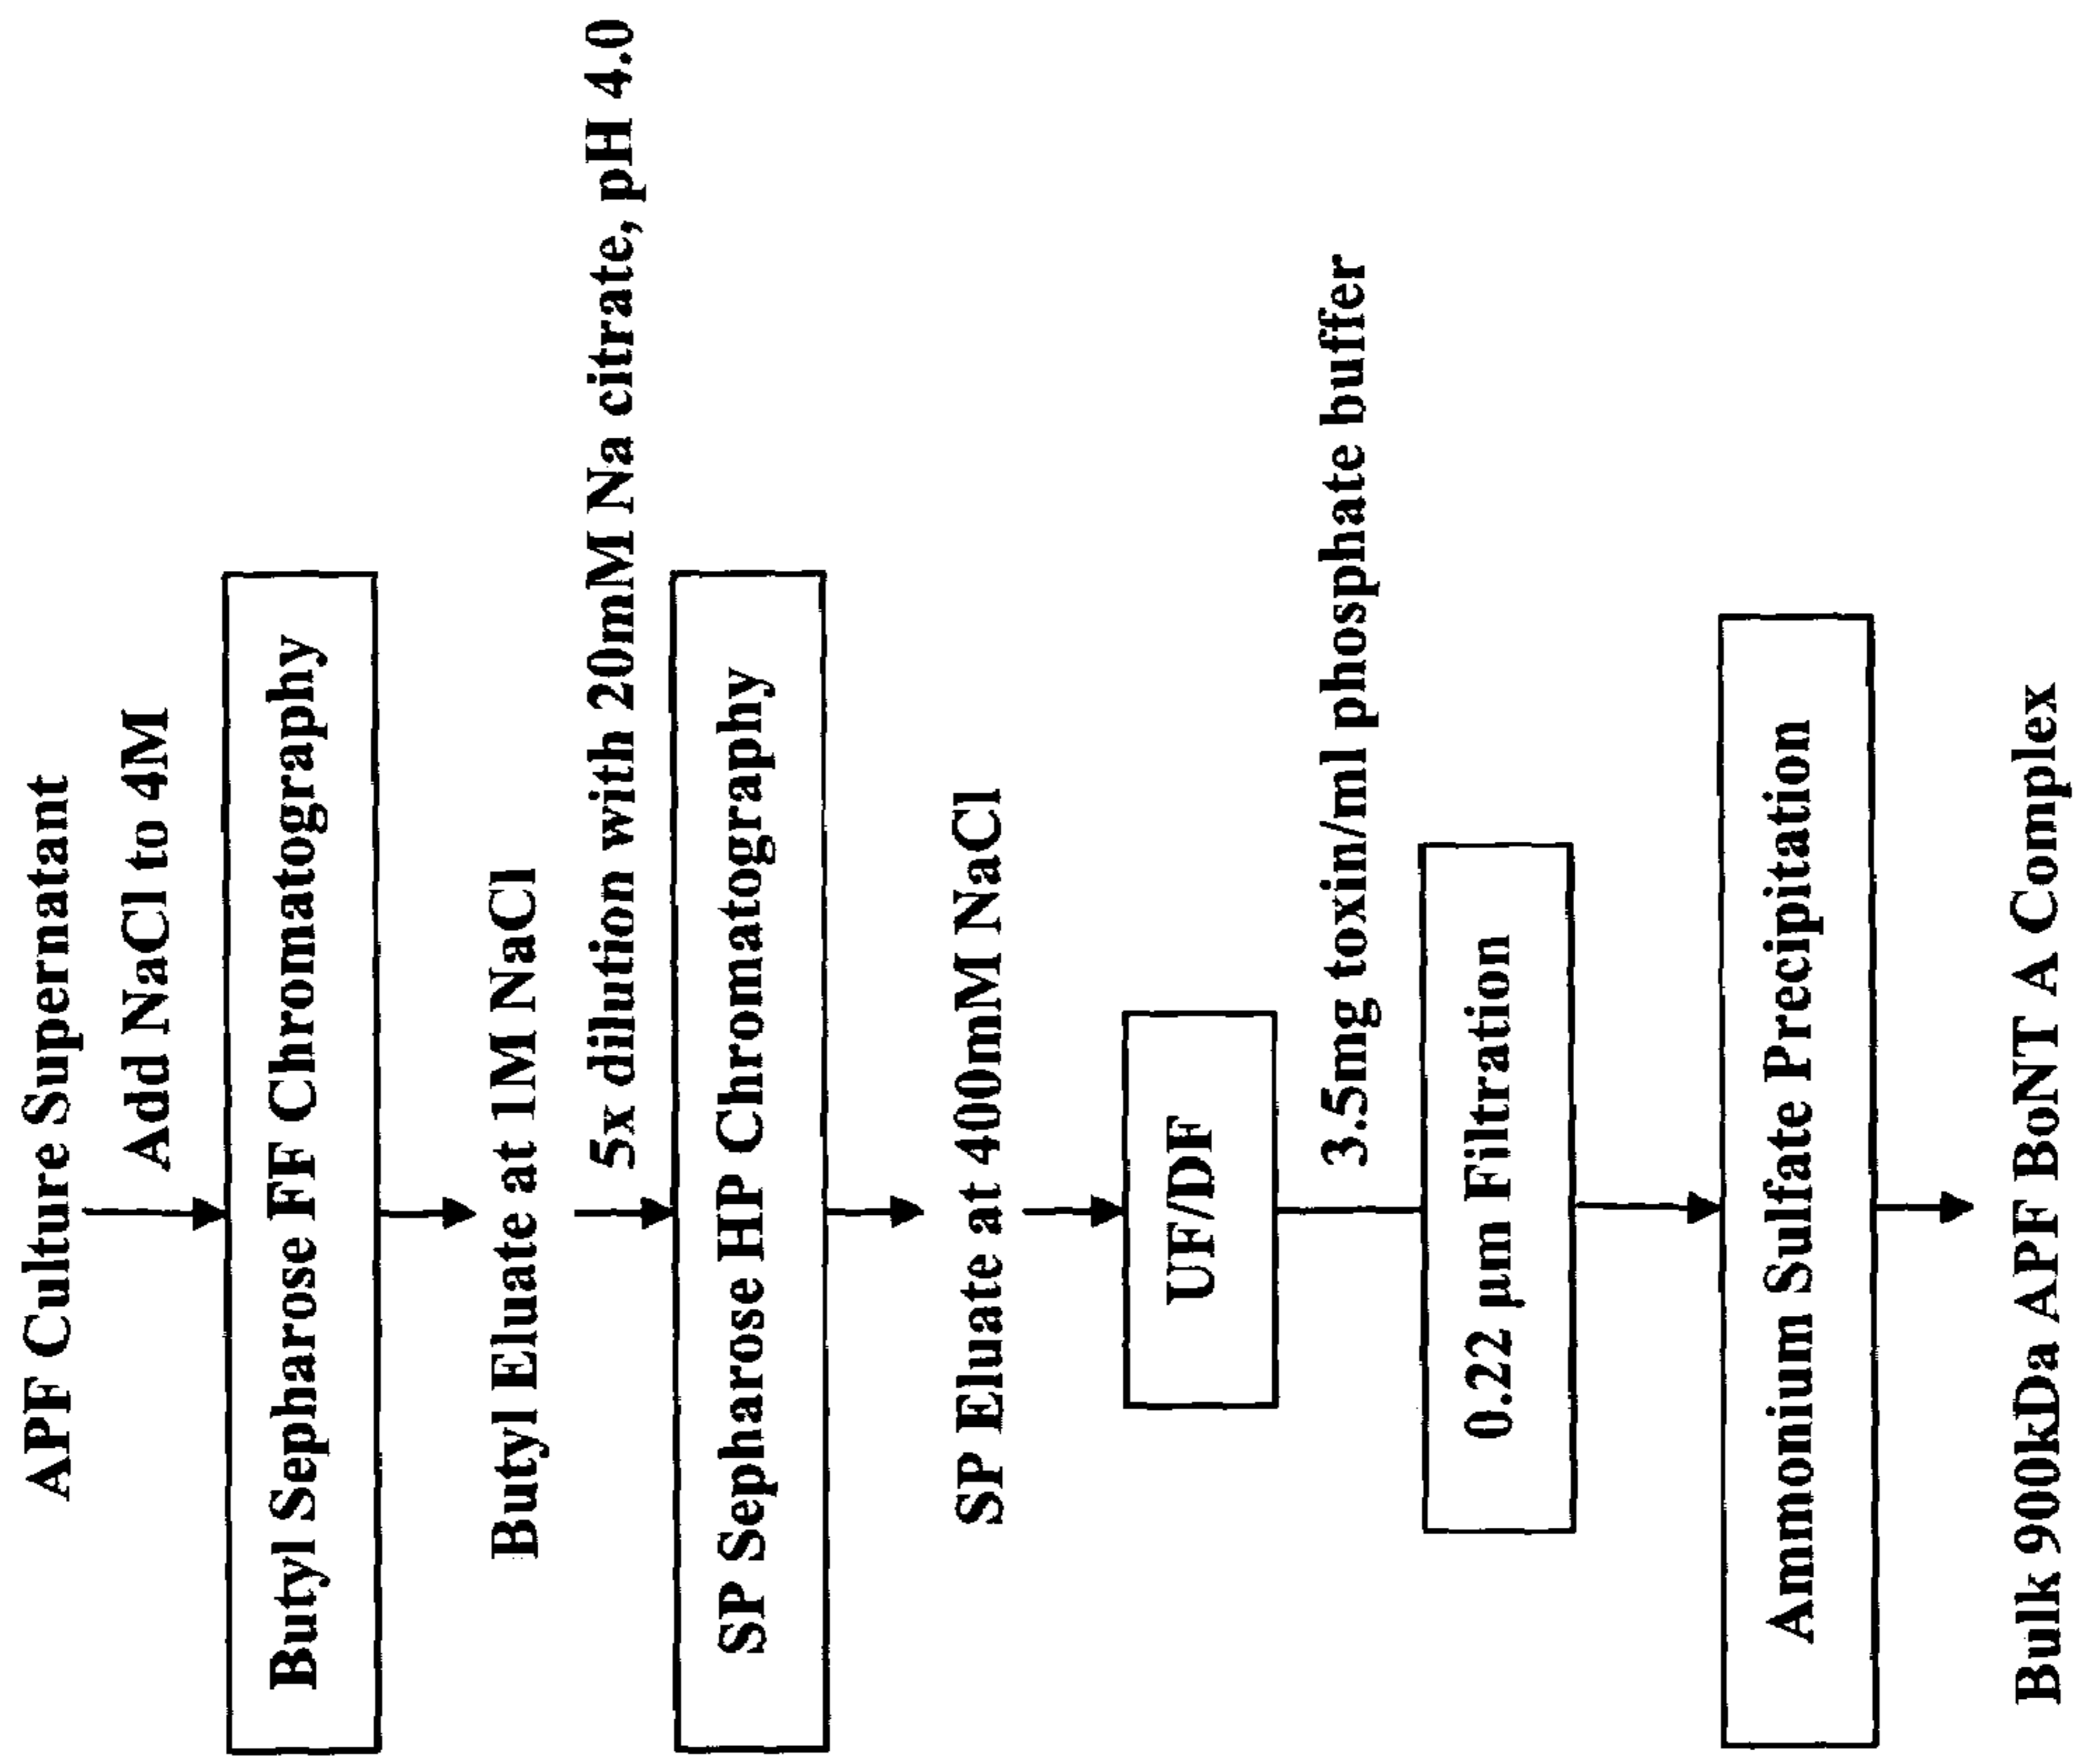 APF Culture Supernatant
Add NaCl to 4M
Butyl Sepharose FF Chromatography
Butyl Eluate at 1M NaCl
5x dilution with 20mM Na citrate, pH 4.0
SP Sepharose HP Chromatography
SP Eluate at 400mM NaCl
UF/DF
3.5mg toxin/ml phosphate buffer
0.22 µm Filtration
Ammonium Sulfate Precipitation
Bulk 900kDa APF BoNT A Complex